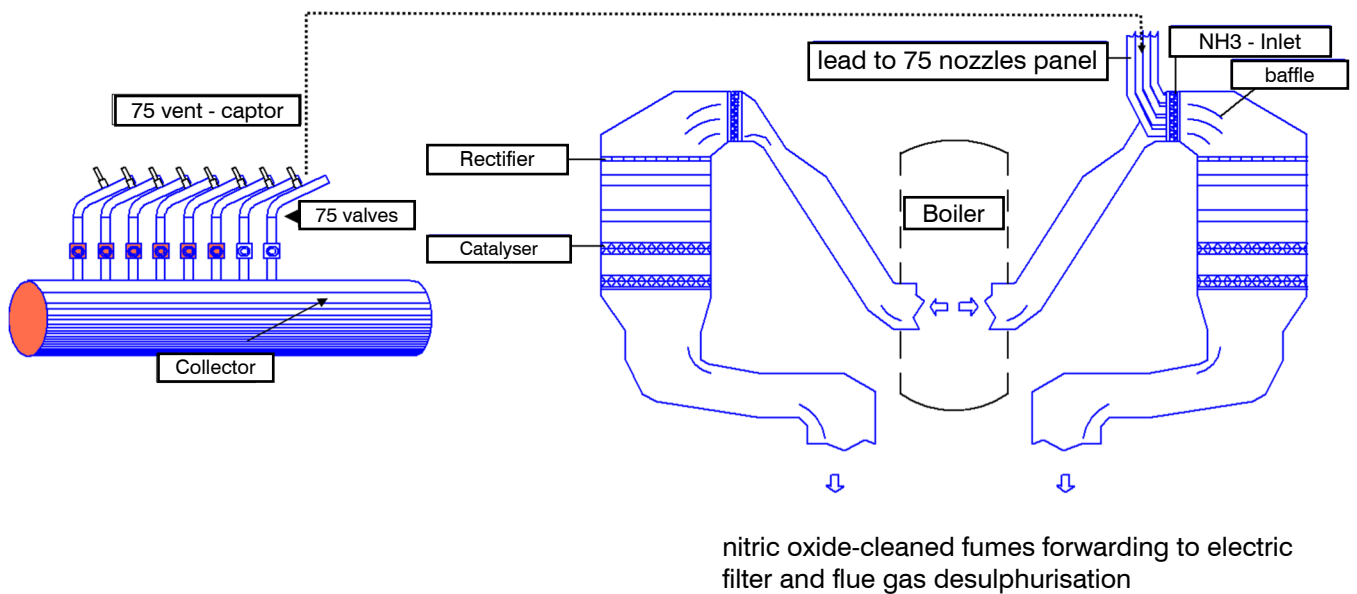 NH3 - Inlet
lead to 75 nozzles panel
baffle
75 vent - captor
Rectifier
75 valves
Boiler
Catalyser
Collector
nitric oxide-cleaned fumes forwarding to electric
filter and flue gas desulphurisation